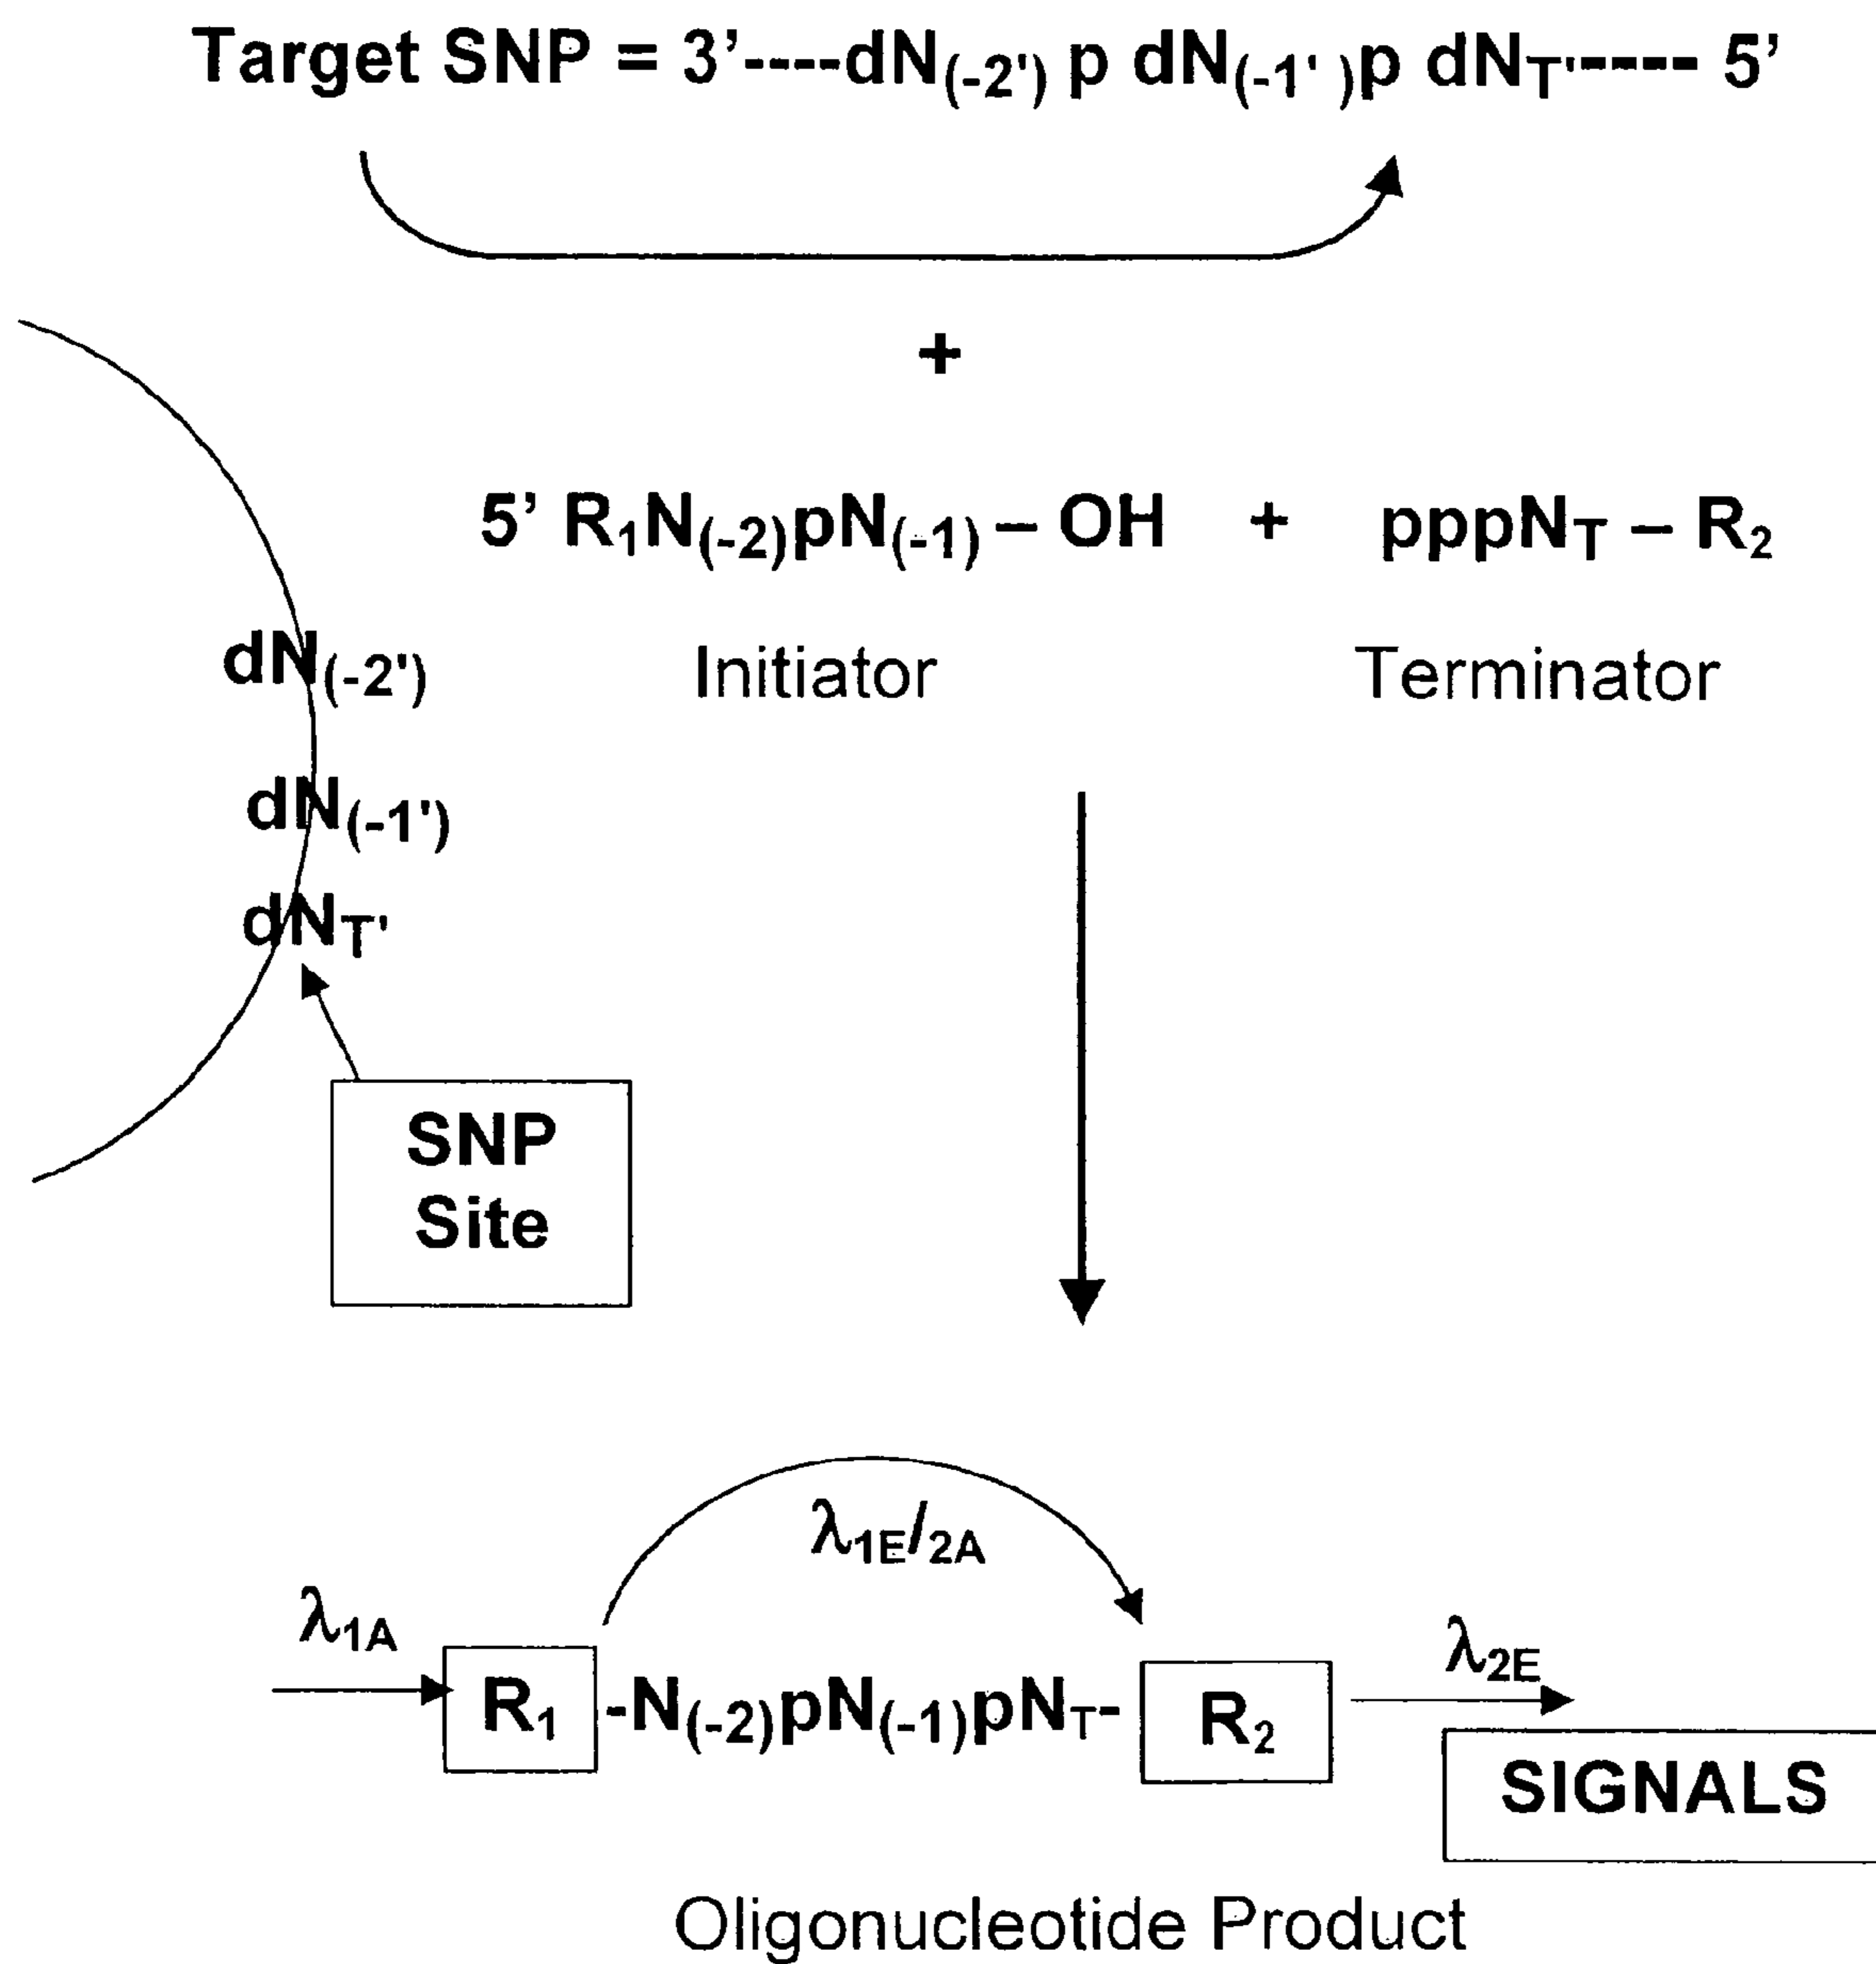 Target SNP = 3'----dN(-2') p dN(-1' )p dNT'---- 5'
+
5' R1N(-2)pN(-1) – OH + pppNT – R2
Initiator Terminator
dN(-2')
dN(-1')
dNT'
SNP
Site
λ1E/2A
λ1A
R1 -N(-2)pN(-1)pNT- R2
λ2E
SIGNALS
Oligonucleotide Product